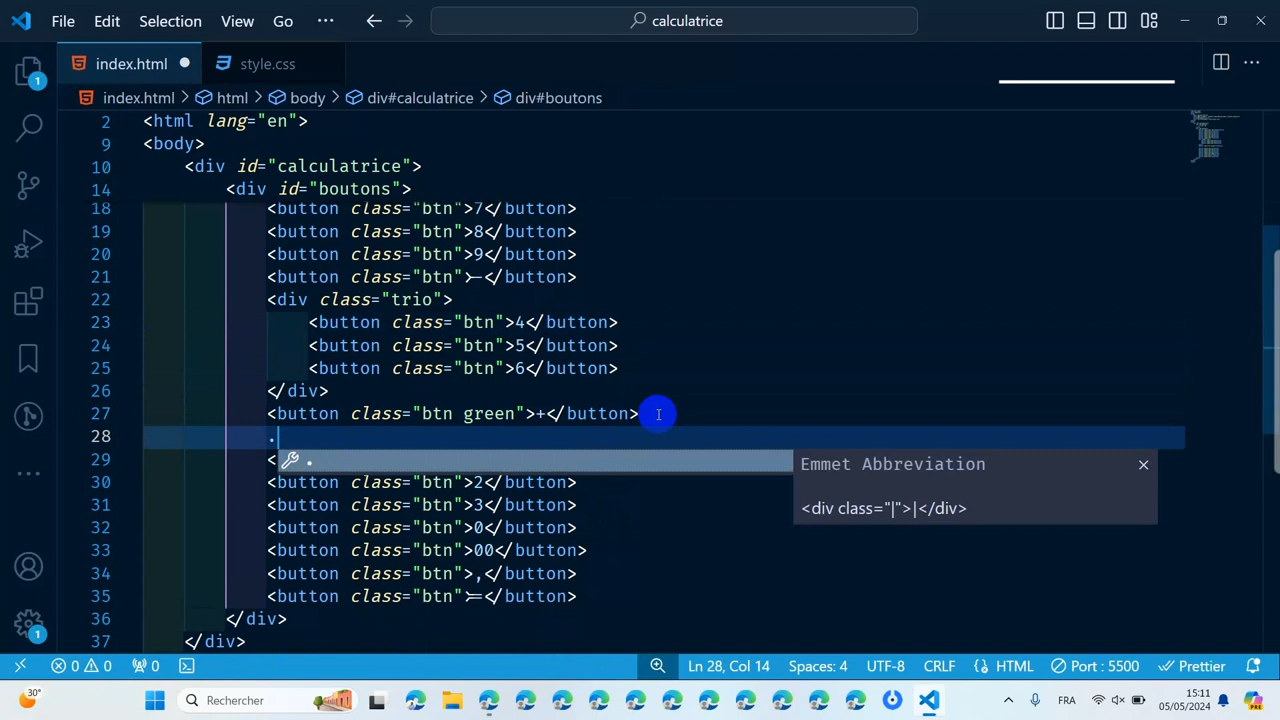 File Edit Selection View Go ··· calculatrice
index.html style.css
index.html > html > body > div#calculatrice > div#boutons
2 <html lang="en">
9 <body>
10 <div id="calculatrice">
14 <div id="boutons">
18 <button class="btn">7</button>
19 <button class="btn">8</button>
20 <button class="btn">9</button>
21 <button class="btn">-</button>
22 <div class="trio">
23 <button class="btn">4</button>
24 <button class="btn">5</button>
25 <button class="btn">6</button>
26 </div>
27 <button class="btn green">+</button>
28 .
29 <
.
Emmet Abbreviation
<div class="|">|</div>
30 <button class="btn">2</button>
31 <button class="btn">3</button>
32 <button class="btn">0</button>
33 <button class="btn">00</button>
34 <button class="btn">,</button>
35 <button class="btn">=</button>
36 </div>
37 </div>
1
1
0 0 0 Ln 28, Col 14 Spaces: 4 UTF-8 CRLF HTML Port : 5500 Prettier
30° Rechercher FRA 15:11
05/05/2024
PRE